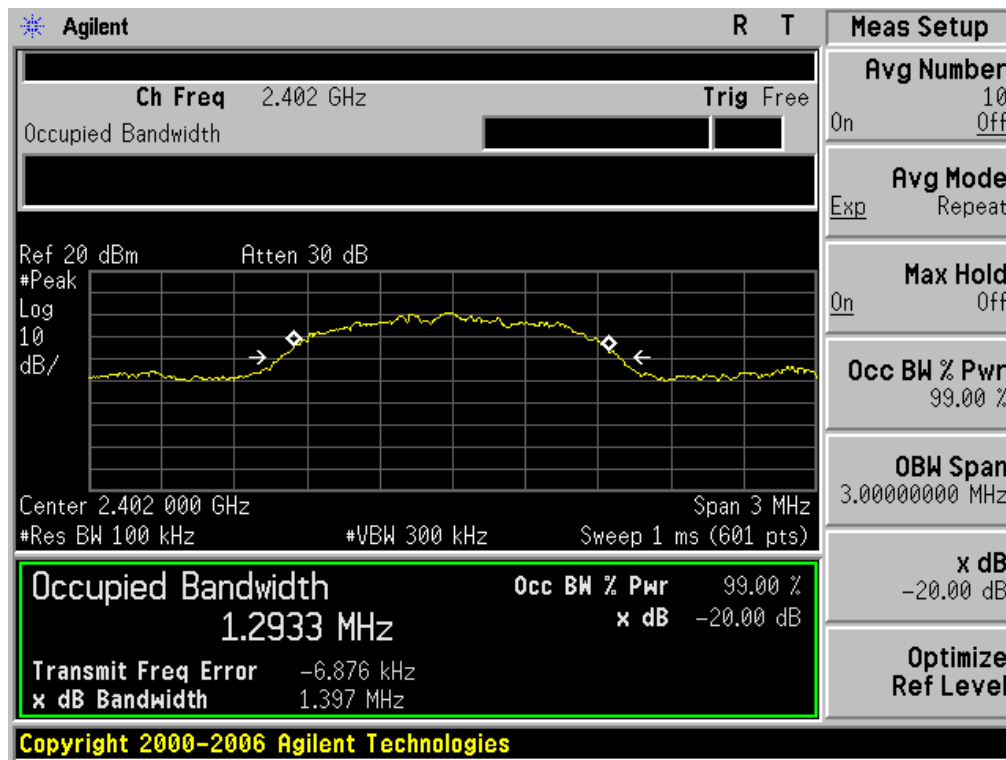 Agilent R T
Ch Freq 2.402 GHz Trig Free
Occupied Bandwidth
Ref 20 dBm Atten 30 dB
#Peak
Log
10
dB/
Center 2.402 000 GHz Span 3 MHz
#Res BW 100 kHz #VBW 300 kHz Sweep 1 ms (601 pts)
Occupied Bandwidth Occ BW % Pwr 99.00 %
1.2933 MHz x dB -20.00 dB
Transmit Freq Error -6.876 kHz
x dB Bandwidth 1.397 MHz
Copyright 2000-2006 Agilent Technologies
Meas Setup
Avg Number
10
On Off
Avg Mode
Exp Repeat
Max Hold
On Off
Occ BW % Pwr
99.00 %
OBW Span
3.00000000 MHz
x dB
-20.00 dB
Optimize
Ref Level